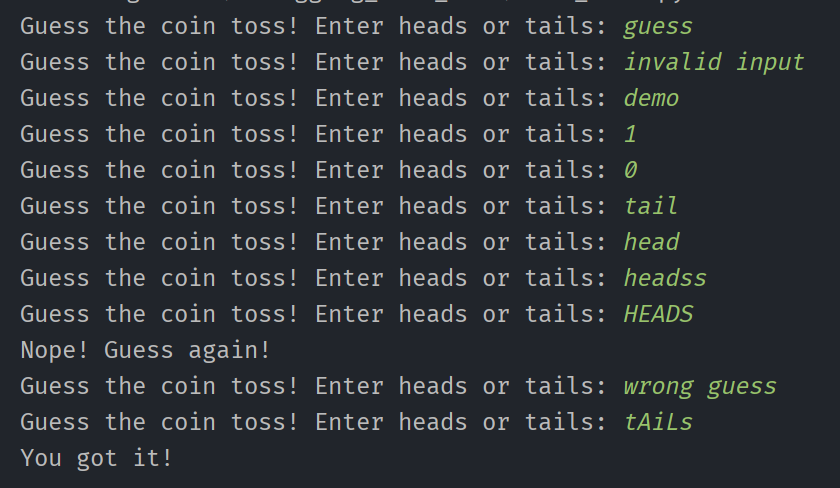 Guess the coin toss! Enter heads or tails: guess
Guess the coin toss! Enter heads or tails: invalid input
Guess the coin toss! Enter heads or tails: demo
Guess the coin toss! Enter heads or tails: 1
Guess the coin toss! Enter heads or tails: 0
Guess the coin toss! Enter heads or tails: tail
Guess the coin toss! Enter heads or tails: head
Guess the coin toss! Enter heads or tails: headss
Guess the coin toss! Enter heads or tails: HEADS
Nope! Guess again!
Guess the coin toss! Enter heads or tails: wrong guess
Guess the coin toss! Enter heads or tails: tAiLs
You got it!